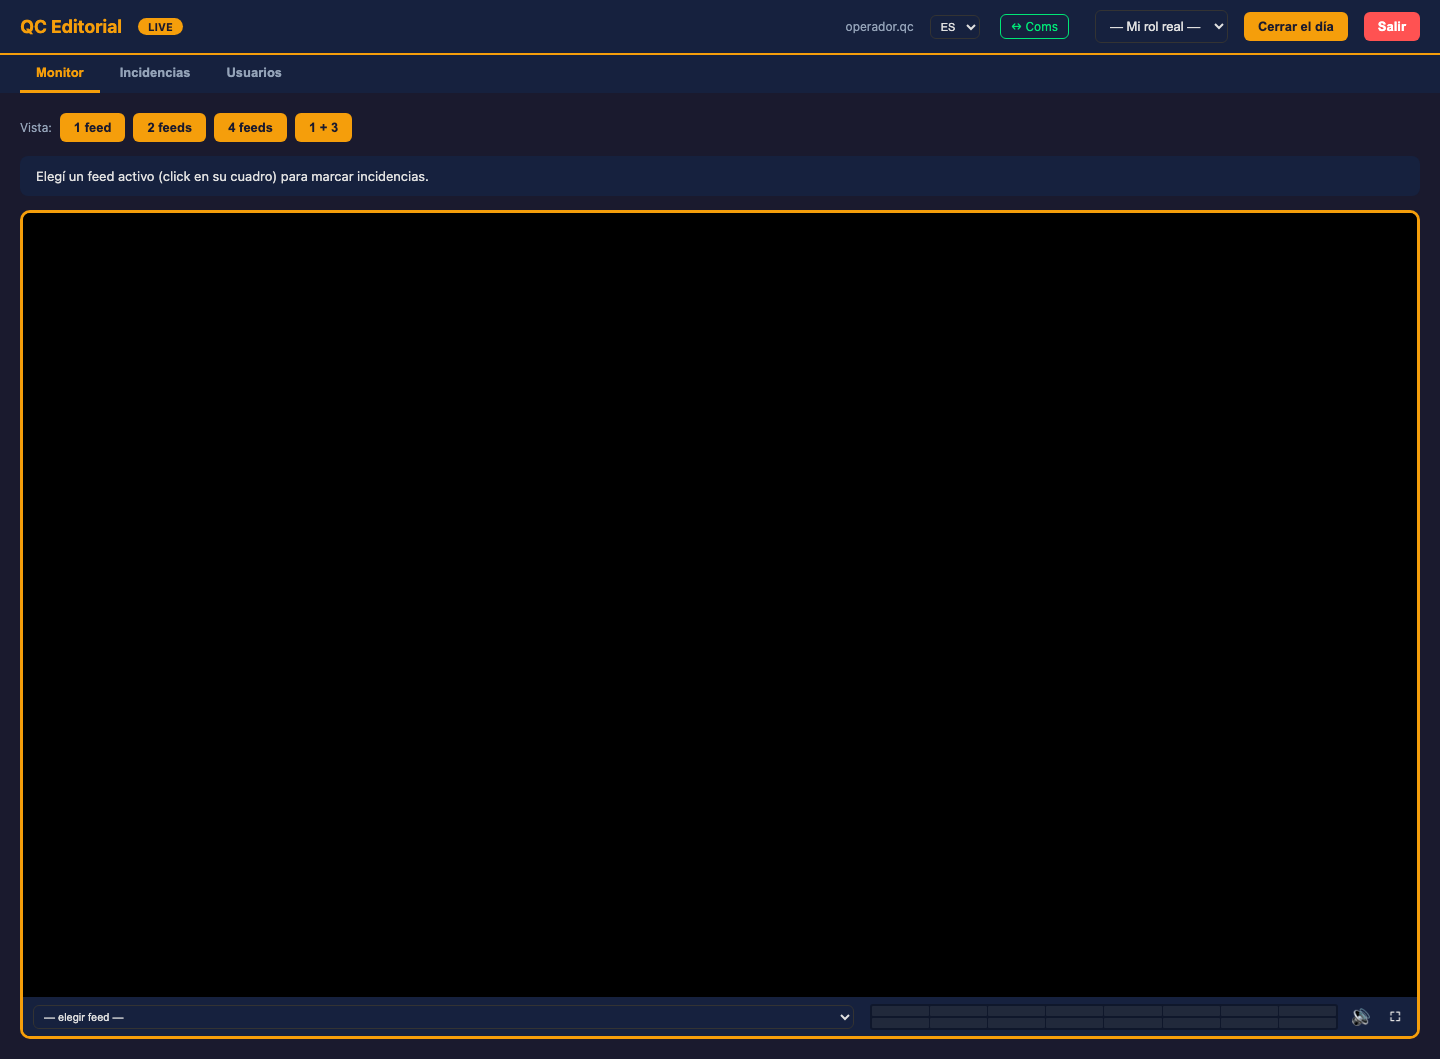 QC Editorial LIVE operador.qc ES ↔ Coms — Mi rol real — Cerrar el día Salir
Monitor Incidencias Usuarios
Vista: 1 feed 2 feeds 4 feeds 1 + 3
Elegí un feed activo (click en su cuadro) para marcar incidencias.
— elegir feed —